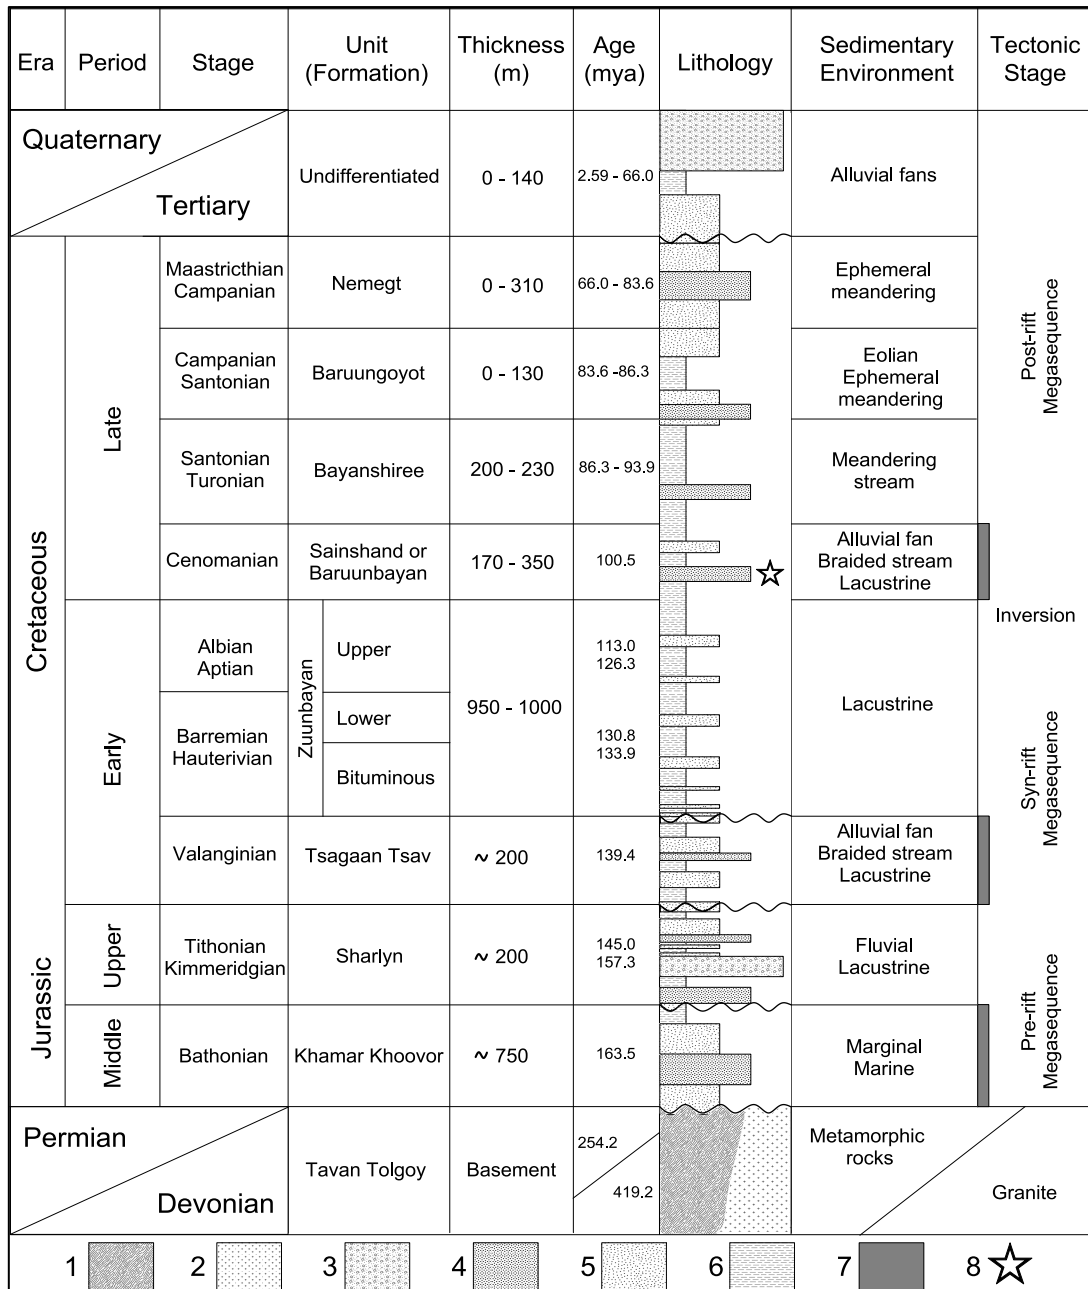 Era
Period
Stage
Unit
(Formation)
Thickness
(m)
Age
(mya)
Lithology
Sedimentary
Environment
Tectonic
Stage
Quaternary
Tertiary
Undifferentiated
0 - 140
2.59 - 66.0
Alluvial fans
Cretaceous
Late
Maastricthian
Campanian
Nemegt
0 - 310
66.0 - 83.6
Ephemeral
meandering
Post-rift
Megasequence
Campanian
Santonian
Baruungoyot
0 - 130
83.6 -86.3
Eolian
Ephemeral
meandering
Santonian
Turonian
Bayanshiree
200 - 230
86.3 - 93.9
Meandering
stream
Cenomanian
Sainshand or
Baruunbayan
170 - 350
100.5
Alluvial fan
Braided stream
Lacustrine
Inversion
Early
Albian
Aptian
Zuunbayan
Upper
950 - 1000
113.0
126.3
Lacustrine
Barremian
Hauterivian
Lower
Bituminous
130.8
133.9
Syn-rift
Megasequence
Valanginian
Tsagaan Tsav
~ 200
139.4
Alluvial fan
Braided stream
Lacustrine
Jurassic
Upper
Tithonian
Kimmeridgian
Sharlyn
~ 200
145.0
157.3
Fluvial
Lacustrine
Pre-rift
Megasequence
Middle
Bathonian
Khamar Khoovor
~ 750
163.5
Marginal
Marine
Permian
Devonian
Tavan Tolgoy
Basement
254.2
419.2
Metamorphic
rocks
Granite
1
2
3
4
5
6
7
8